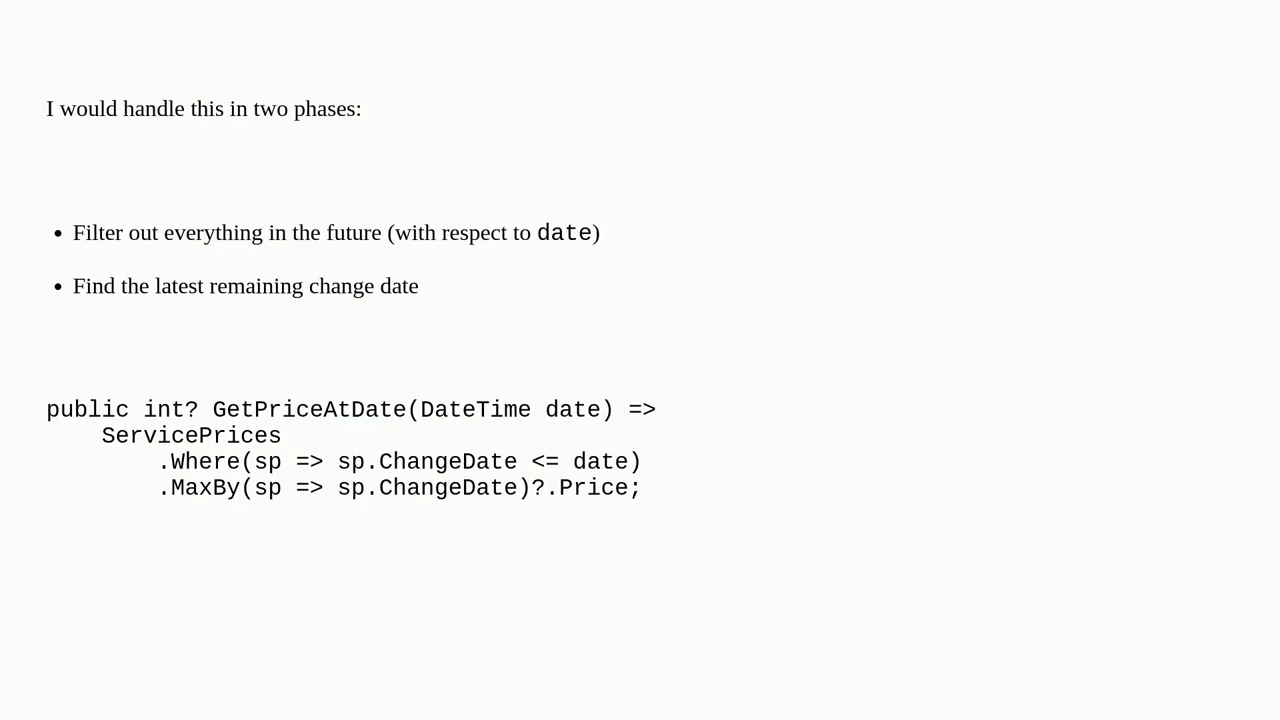 I would handle this in two phases:
• Filter out everything in the future (with respect to date)
• Find the latest remaining change date
public int? GetPriceAtDate(DateTime date) =>
    ServicePrices
        .Where(sp => sp.ChangeDate <= date)
        .MaxBy(sp => sp.ChangeDate)?.Price;